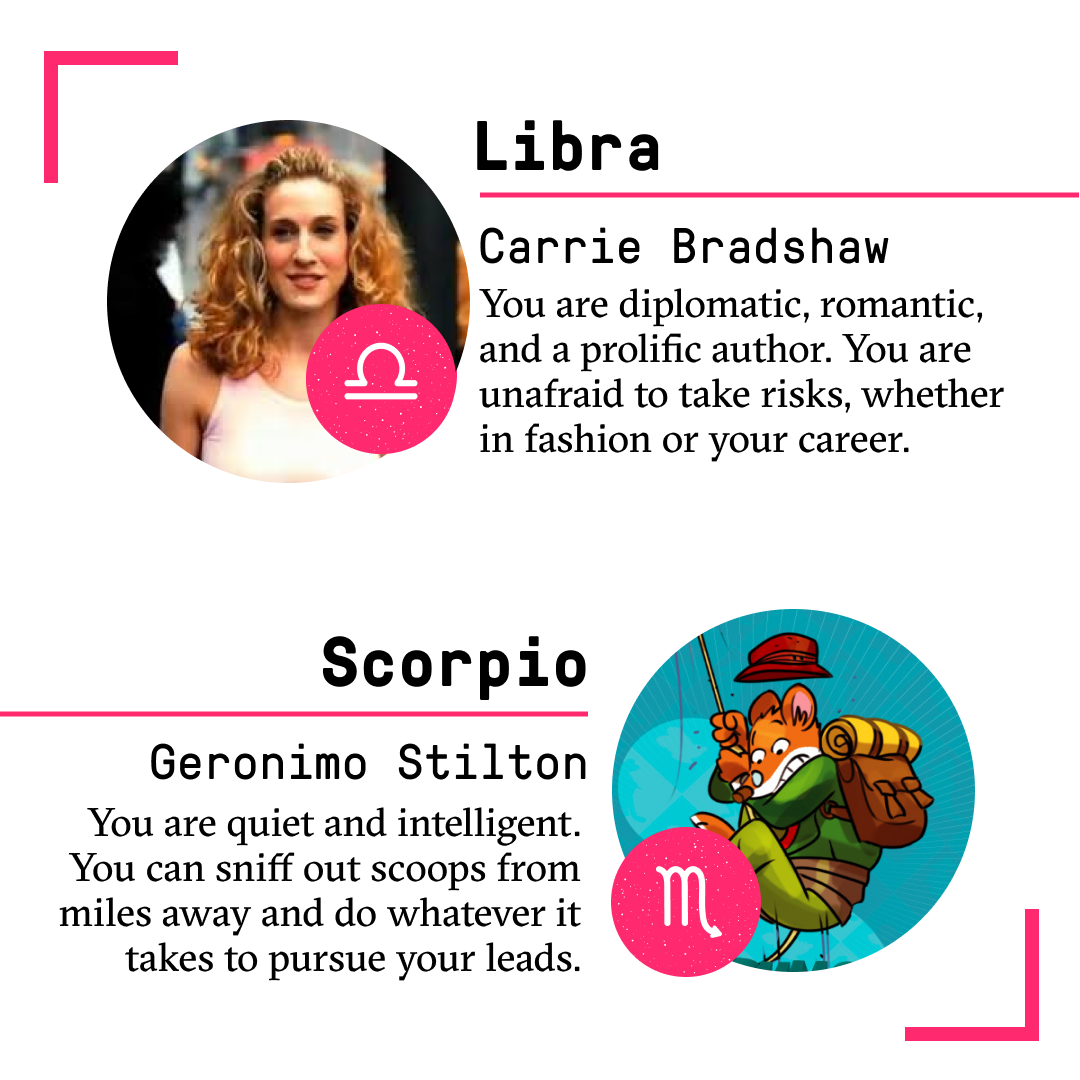 Libra
Carrie Bradshaw
You are diplomatic, romantic,
and a prolific author. You are
unafraid to take risks, whether
in fashion or your career.
Scorpio
Geronimo Stilton
You are quiet and intelligent.
You can sniff out scoops from
miles away and do whatever it
takes to pursue your leads.